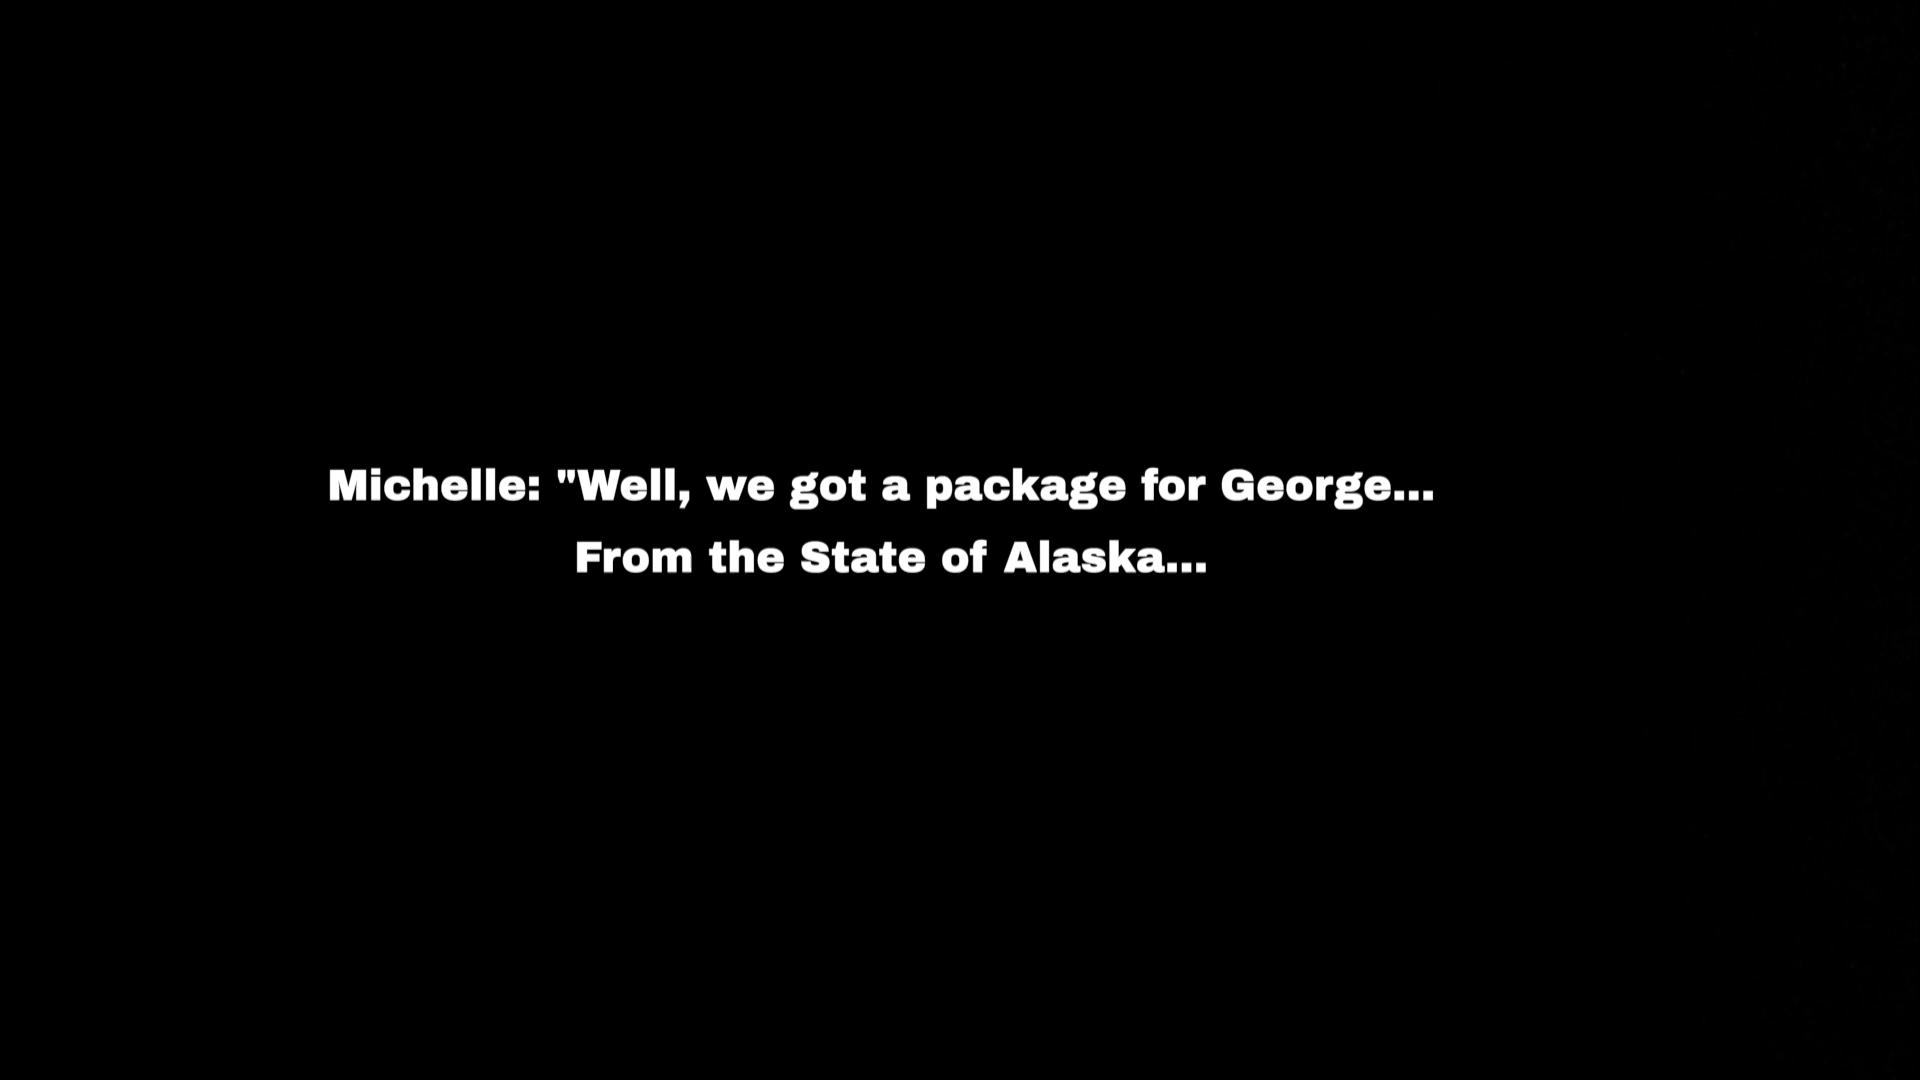 Michelle: "Well, we got a package for George...
From the State of Alaska...